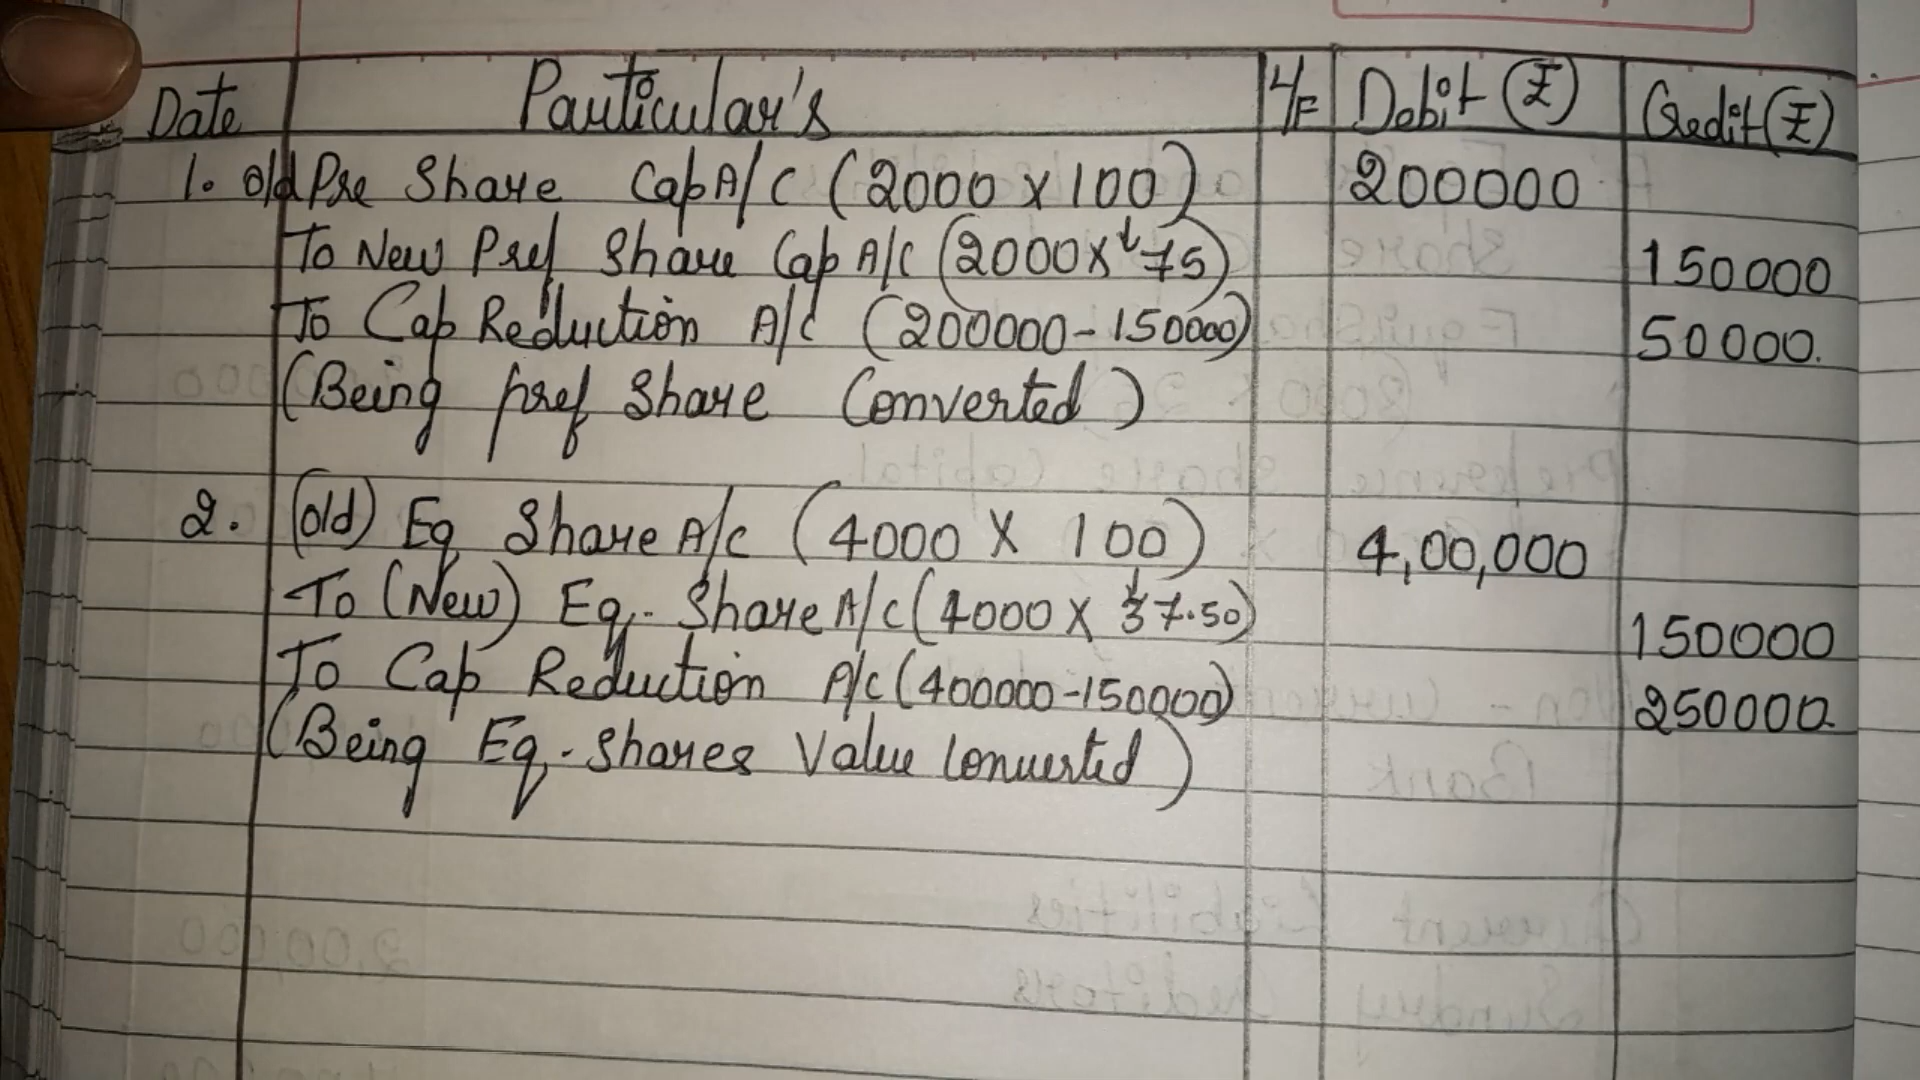 Date Particular's L/F Debit (₹) Credit (₹)
1. old Pre Share Cap A/C (2000 x 100) 200000
To New Pref Share Cap A/C (2000 x 75) 150000
To Cap Reduction A/C (200000 - 150000) 50000.
(Being pref Share Converted)
2. (old) Eq Share A/c (4000 X 100) 4,00,000
To (New) Eq. Share A/c (4000 X 37.50) 150000
To Cap Reduction A/c (400000-150000) 250000
(Being Eq. Shares Value Converted)